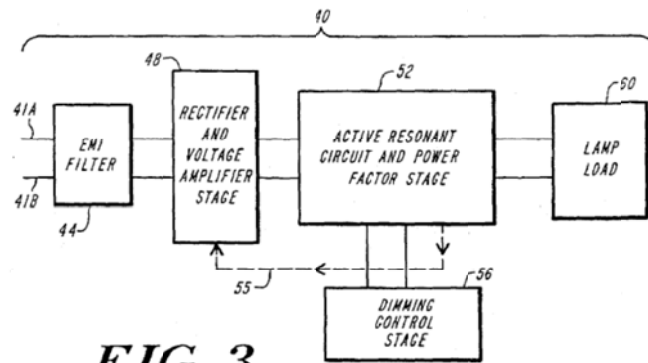 40
48
52
60
41A
41B
EMI
FILTER
44
RECTIFIER
AND
VOLTAGE
AMPLIFIER
STAGE
ACTIVE RESONANT
CIRCUIT AND POWER
FACTOR STAGE
LAMP
LOAD
55
56
DIMMING
CONTROL
STAGE
FIG. 3